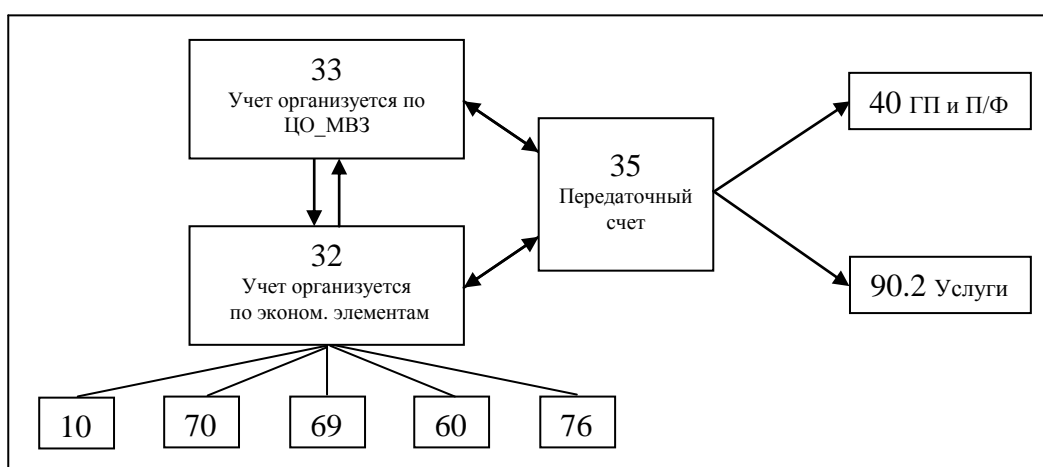 33
Учет организуется по
ЦО_МВЗ
40 ГП и П/Ф
35
Передаточный
счет
32
Учет организуется
по эконом. элементам
90.2 Услуги
10
70
69
60
76